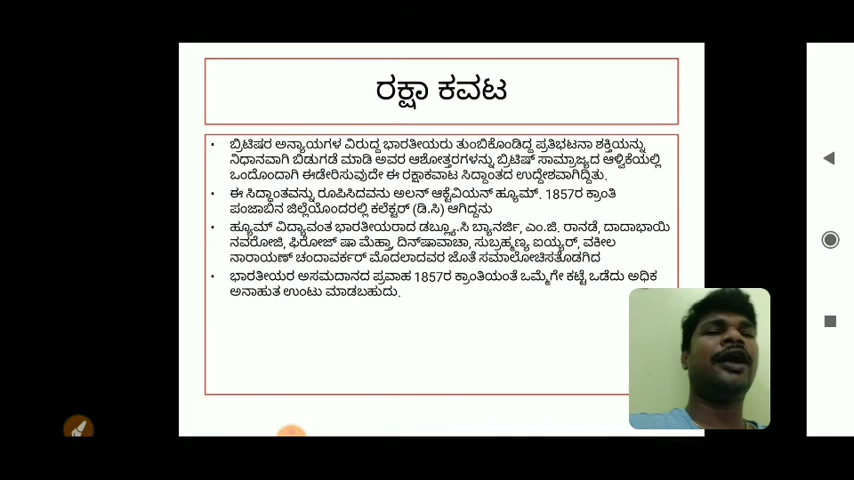 ರಕ್ಷಾ ಕವಟ
• ಬ್ರಿಟಿಷರ ಅನ್ಯಾಯಗಳ ವಿರುದ್ಧ ಭಾರತೀಯರು ತುಂಬಿಕೊಂಡಿದ್ದ ಪ್ರತಿಭಟನಾ ಶಕ್ತಿಯನ್ನು
ನಿಧಾನವಾಗಿ ಬಿಡುಗಡೆ ಮಾಡಿ ಅವರ ಆಶೋತ್ತರಗಳನ್ನು ಬ್ರಿಟಿಷ್ ಸಾಮ್ರಾಜ್ಯದ ಆಳ್ವಿಕೆಯಲ್ಲಿ
ಒಂದೊಂದಾಗಿ ಈಡೇರಿಸುವುದೇ ಈ ರಕ್ಷಾಕವಾಟ ಸಿದ್ಧಾಂತದ ಉದ್ದೇಶವಾಗಿದ್ದಿತು.
• ಈ ಸಿದ್ಧಾಂತವನ್ನು ರೂಪಿಸಿದವನು ಅಲನ್ ಆಕ್ಟೆವಿಯನ್ ಹ್ಯೂಮ್. 1857ರ ಕ್ರಾಂತಿ
ಪಂಜಾಬಿನ ಜಿಲ್ಲೆಯೊಂದರಲ್ಲಿ ಕಲೆಕ್ಟರ್ (ಡಿ.ಸಿ) ಆಗಿದ್ದನು
• ಹ್ಯೂಮ್ ವಿದ್ಯಾವಂತ ಭಾರತೀಯರಾದ ಡಬ್ಲ್ಯೂ.ಸಿ ಬ್ಯಾನರ್ಜಿ, ಎಂ.ಜಿ. ರಾನಡೆ, ದಾದಾಭಾಯಿ
ನವರೋಜಿ, ಫಿರೋಜ್ ಷಾ ಮೆಹ್ತಾ, ದಿನ್‌ಷಾವಾಚಾ, ಸುಬ್ರಹ್ಮಣ್ಯ ಐಯ್ಯರ್, ವಕೀಲ
ನಾರಾಯಣ್ ಚಂದಾವರ್ಕರ್ ಮೊದಲಾದವರ ಜೊತೆ ಸಮಾಲೋಚಿಸತೊಡಗಿದ
• ಭಾರತೀಯರ ಅಸಮದಾನದ ಪ್ರವಾಹ 1857ರ ಕ್ರಾಂತಿಯಂತೆ ಒಮ್ಮೆಗೇ ಕಟ್ಟೆ ಒಡೆದು ಅಧಿಕ
ಅನಾಹುತ ಉಂಟು ಮಾಡಬಹುದು.